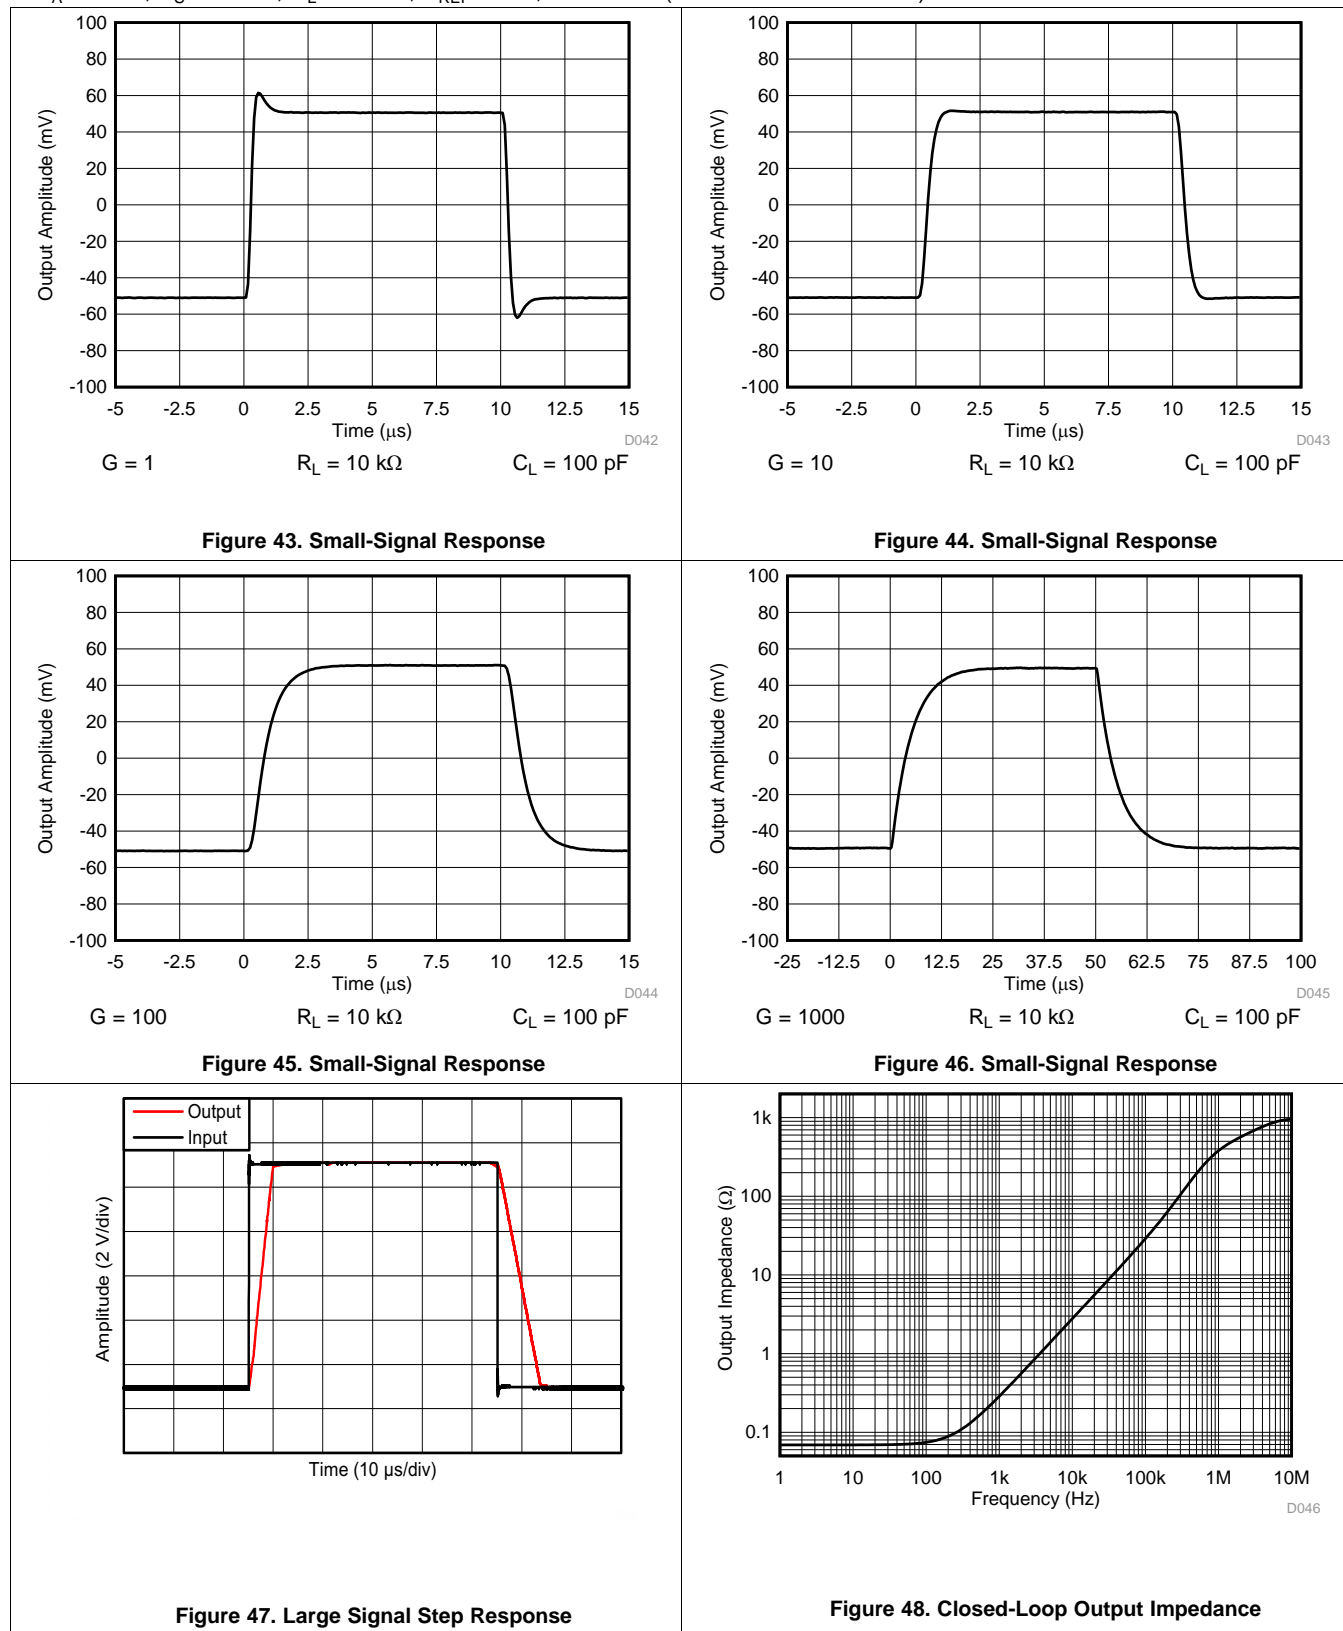 100
80
60
40
20
0
-20
-40
-60
-80
-100
Output Amplitude (mV)
-5 -2.5 0 2.5 5 7.5 10 12.5 15
Time (μs)
D042
G = 1 R_L = 10 kΩ C_L = 100 pF
Figure 43. Small-Signal Response
100
80
60
40
20
0
-20
-40
-60
-80
-100
Output Amplitude (mV)
-5 -2.5 0 2.5 5 7.5 10 12.5 15
Time (μs)
D043
G = 10 R_L = 10 kΩ C_L = 100 pF
Figure 44. Small-Signal Response
100
80
60
40
20
0
-20
-40
-60
-80
-100
Output Amplitude (mV)
-5 -2.5 0 2.5 5 7.5 10 12.5 15
Time (μs)
D044
G = 100 R_L = 10 kΩ C_L = 100 pF
Figure 45. Small-Signal Response
100
80
60
40
20
0
-20
-40
-60
-80
-100
Output Amplitude (mV)
-25 -12.5 0 12.5 25 37.5 50 62.5 75 87.5 100
Time (μs)
D045
G = 1000 R_L = 10 kΩ C_L = 100 pF
Figure 46. Small-Signal Response
Output
Input
Amplitude (2 V/div)
Time (10 μs/div)
Figure 47. Large Signal Step Response
1k
100
10
1
0.1
Output Impedance (Ω)
1 10 100 1k 10k 100k 1M 10M
Frequency (Hz)
D046
Figure 48. Closed-Loop Output Impedance